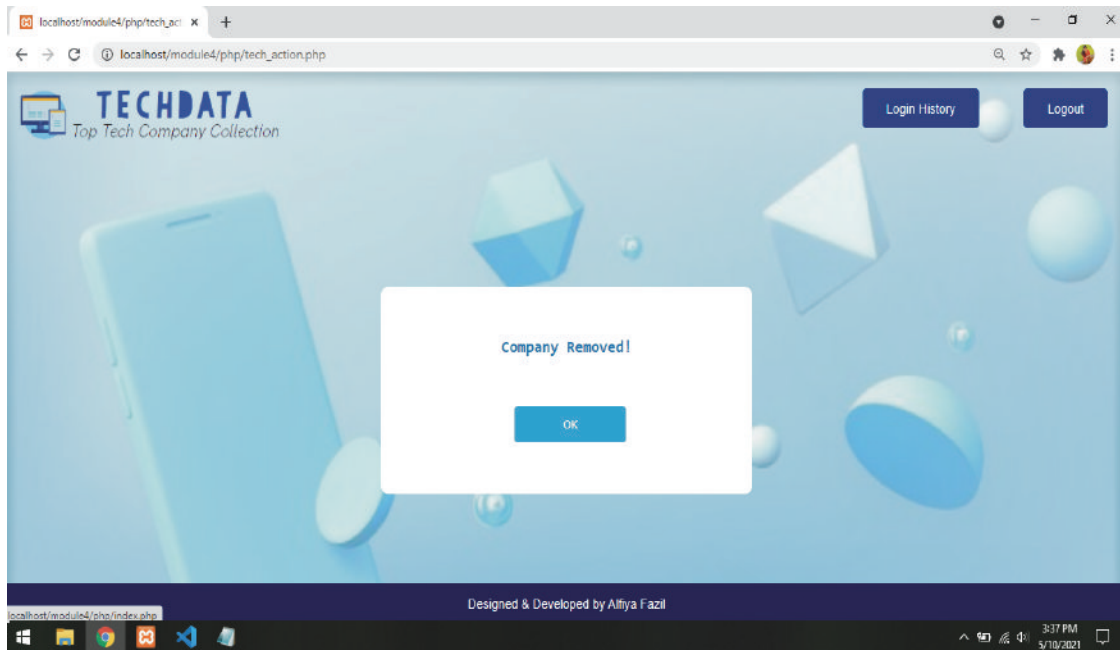 localhost/module4/php/tech_act
localhost/module4/php/tech_action.php
TECHDATA
Top Tech Company Collection
Login History
Logout
Company Removed!
OK
Designed & Developed by Alfiya Fazil
localhost/module4/php/index.php
3:37 PM
5/10/2021